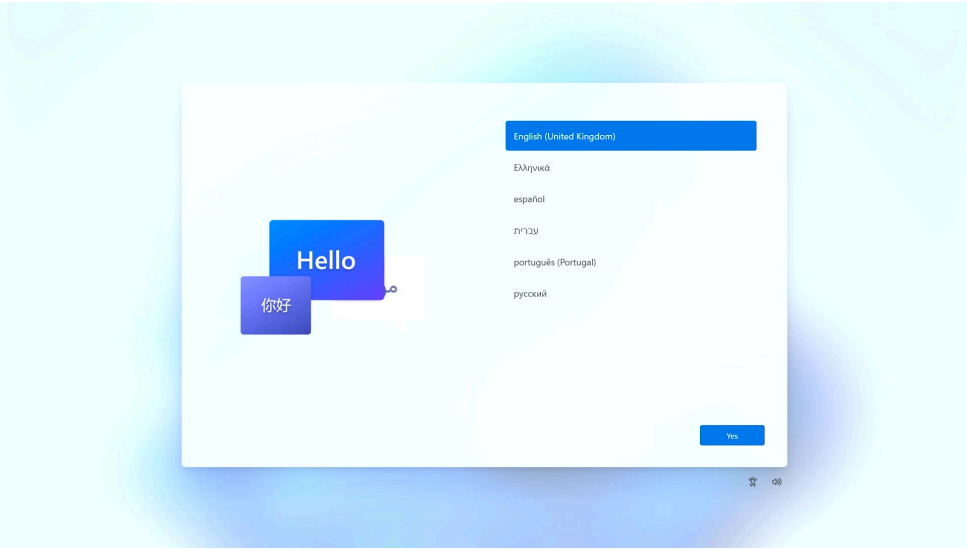 Hello
你好
English (United Kingdom)
Ελληνικά
español
עברית
português (Portugal)
русский
Yes